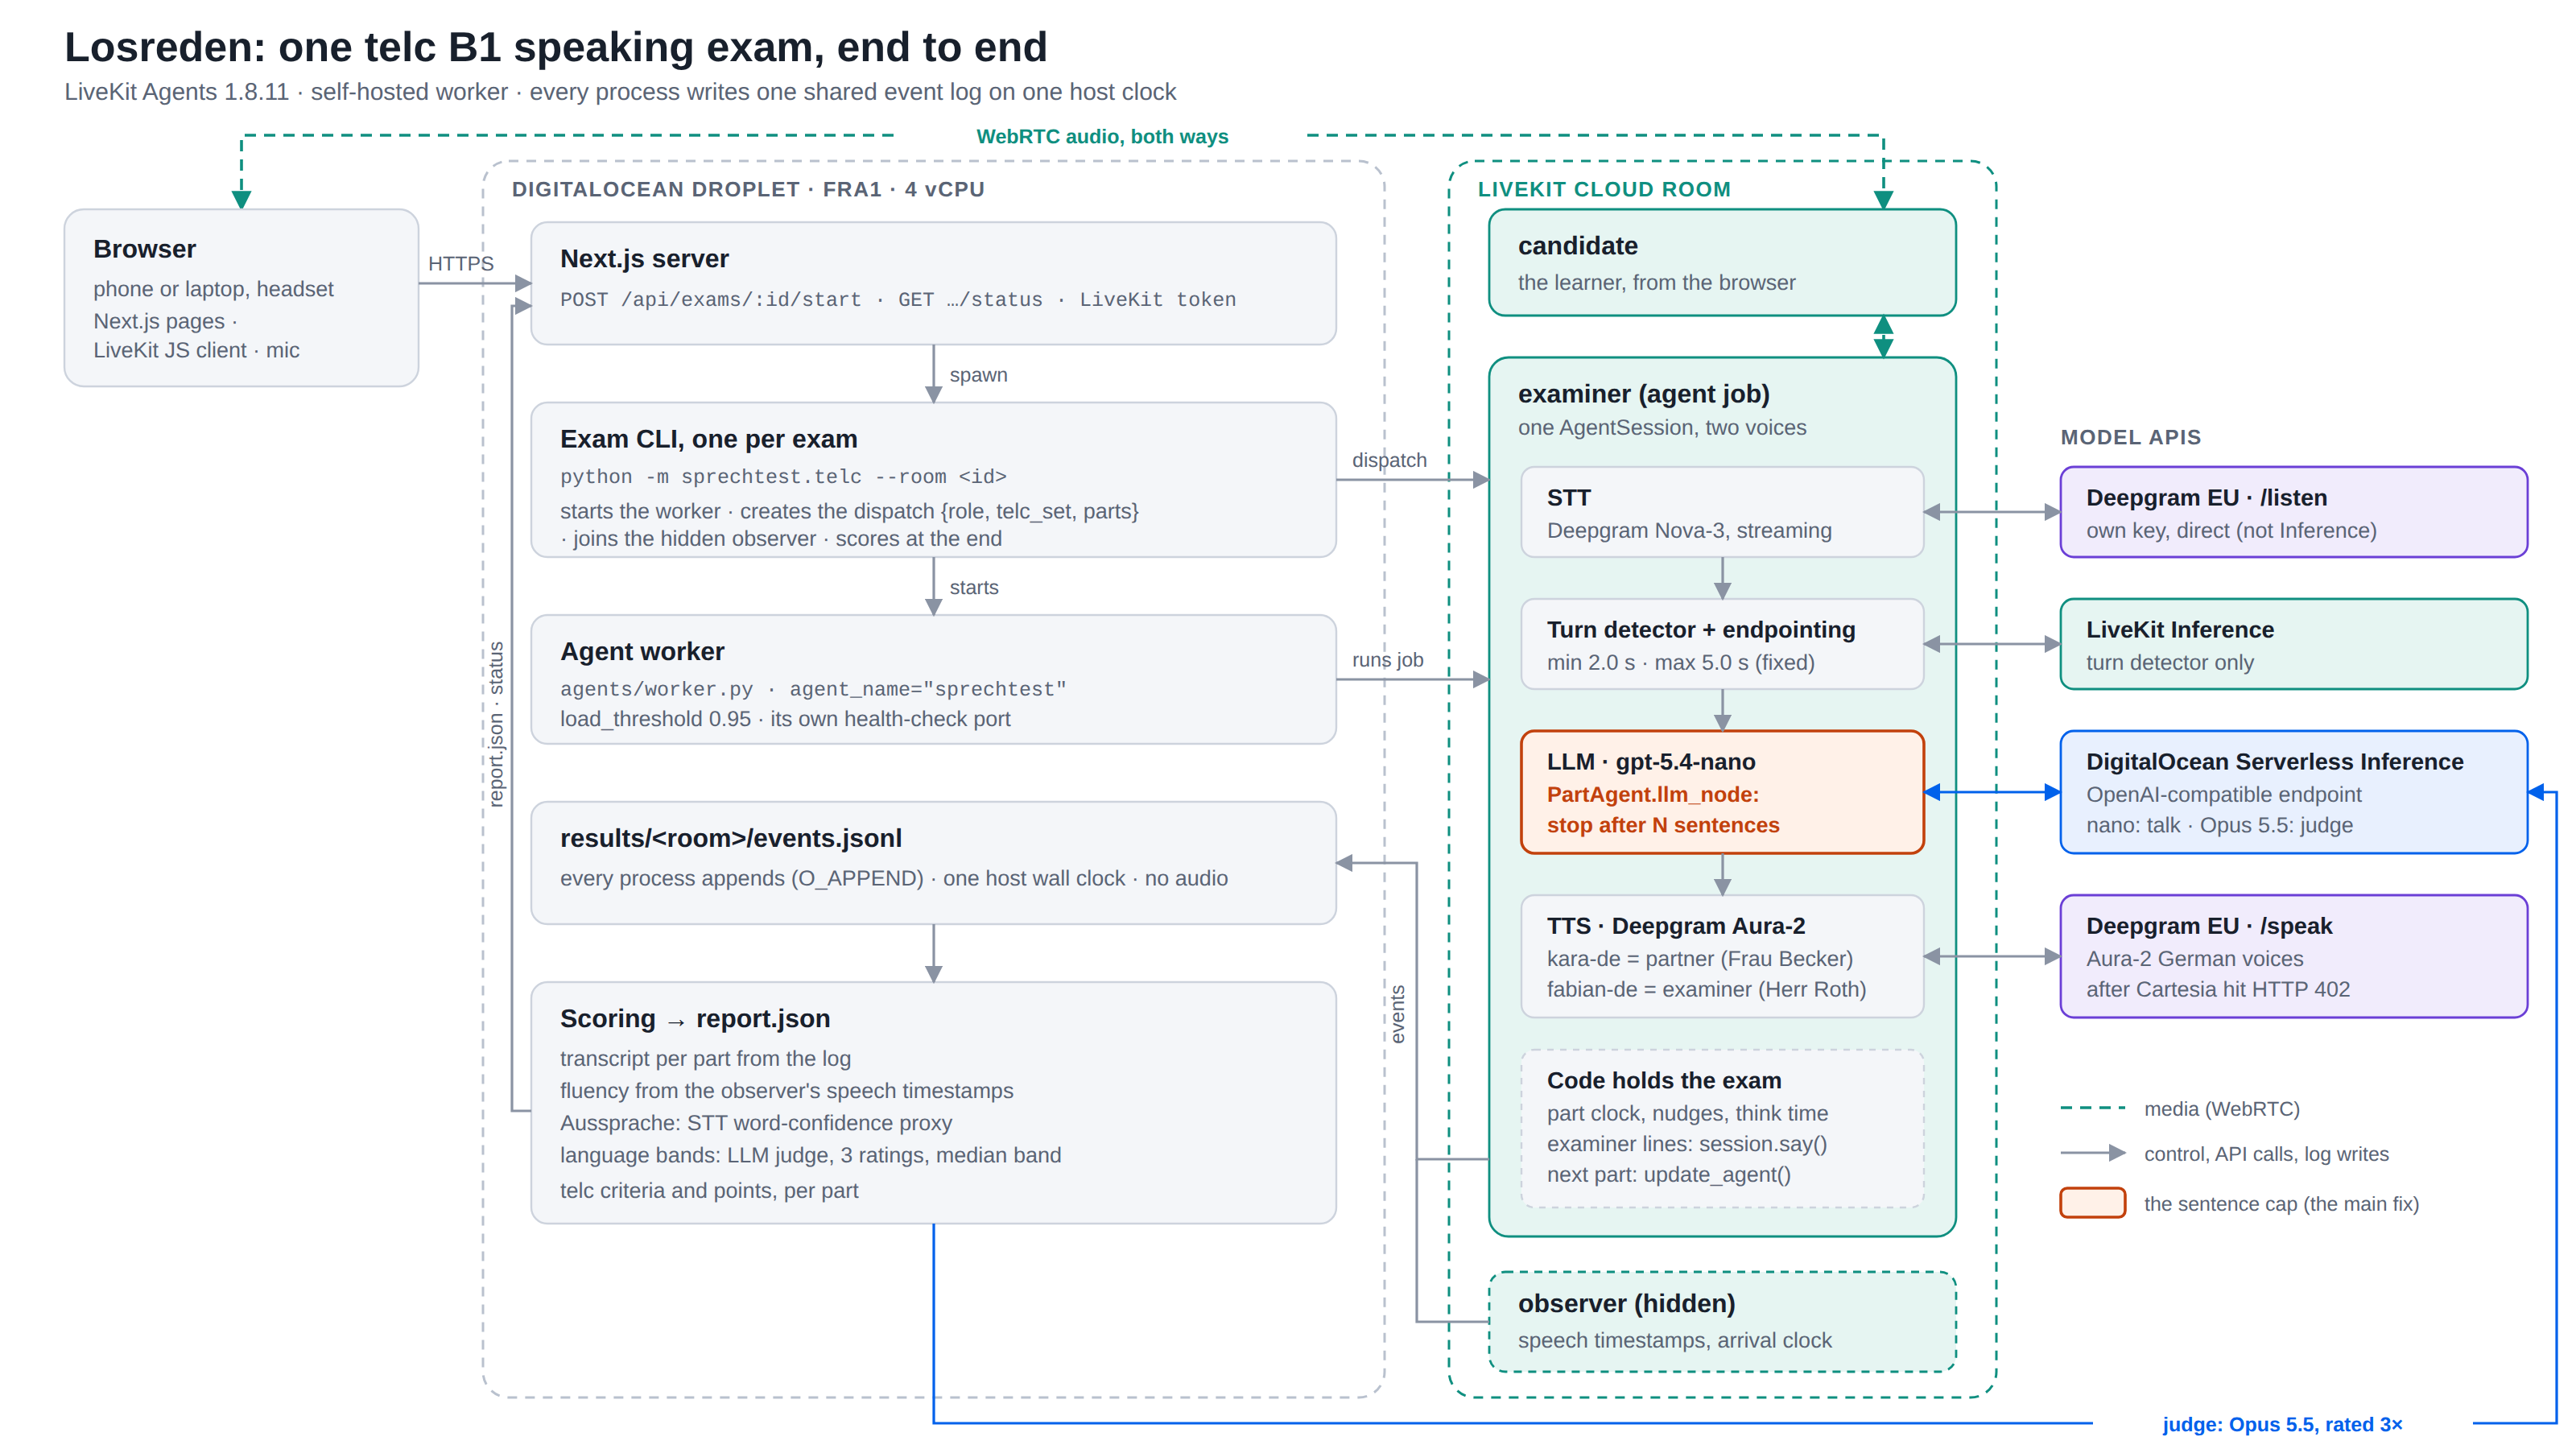 Losreden: one telc B1 speaking exam, end to end
LiveKit Agents 1.8.11 · self-hosted worker · every process writes one shared event log on one host clock
WebRTC audio, both ways
Browser
phone or laptop, headset
Next.js pages ·
LiveKit JS client · mic
HTTPS
DIGITALOCEAN DROPLET · FRA1 · 4 vCPU
Next.js server
POST /api/exams/:id/start · GET …/status · LiveKit token
spawn
Exam CLI, one per exam
python -m sprechtest.telc --room <id>
starts the worker · creates the dispatch {role, telc_set, parts}
· joins the hidden observer · scores at the end
starts
Agent worker
agents/worker.py · agent_name="sprechtest"
load_threshold 0.95 · its own health-check port
report.json · status
results/<room>/events.jsonl
every process appends (O_APPEND) · one host wall clock · no audio
Scoring → report.json
transcript per part from the log
fluency from the observer's speech timestamps
Aussprache: STT word-confidence proxy
language bands: LLM judge, 3 ratings, median band
telc criteria and points, per part
dispatch
runs job
events
LIVEKIT CLOUD ROOM
candidate
the learner, from the browser
examiner (agent job)
one AgentSession, two voices
STT
Deepgram Nova-3, streaming
Turn detector + endpointing
min 2.0 s · max 5.0 s (fixed)
LLM · gpt-5.4-nano
PartAgent.llm_node:
stop after N sentences
TTS · Deepgram Aura-2
kara-de = partner (Frau Becker)
fabian-de = examiner (Herr Roth)
Code holds the exam
part clock, nudges, think time
examiner lines: session.say()
next part: update_agent()
observer (hidden)
speech timestamps, arrival clock
MODEL APIS
Deepgram EU · /listen
own key, direct (not Inference)
LiveKit Inference
turn detector only
DigitalOcean Serverless Inference
OpenAI-compatible endpoint
nano: talk · Opus 5.5: judge
Deepgram EU · /speak
Aura-2 German voices
after Cartesia hit HTTP 402
media (WebRTC)
control, API calls, log writes
the sentence cap (the main fix)
judge: Opus 5.5, rated 3×